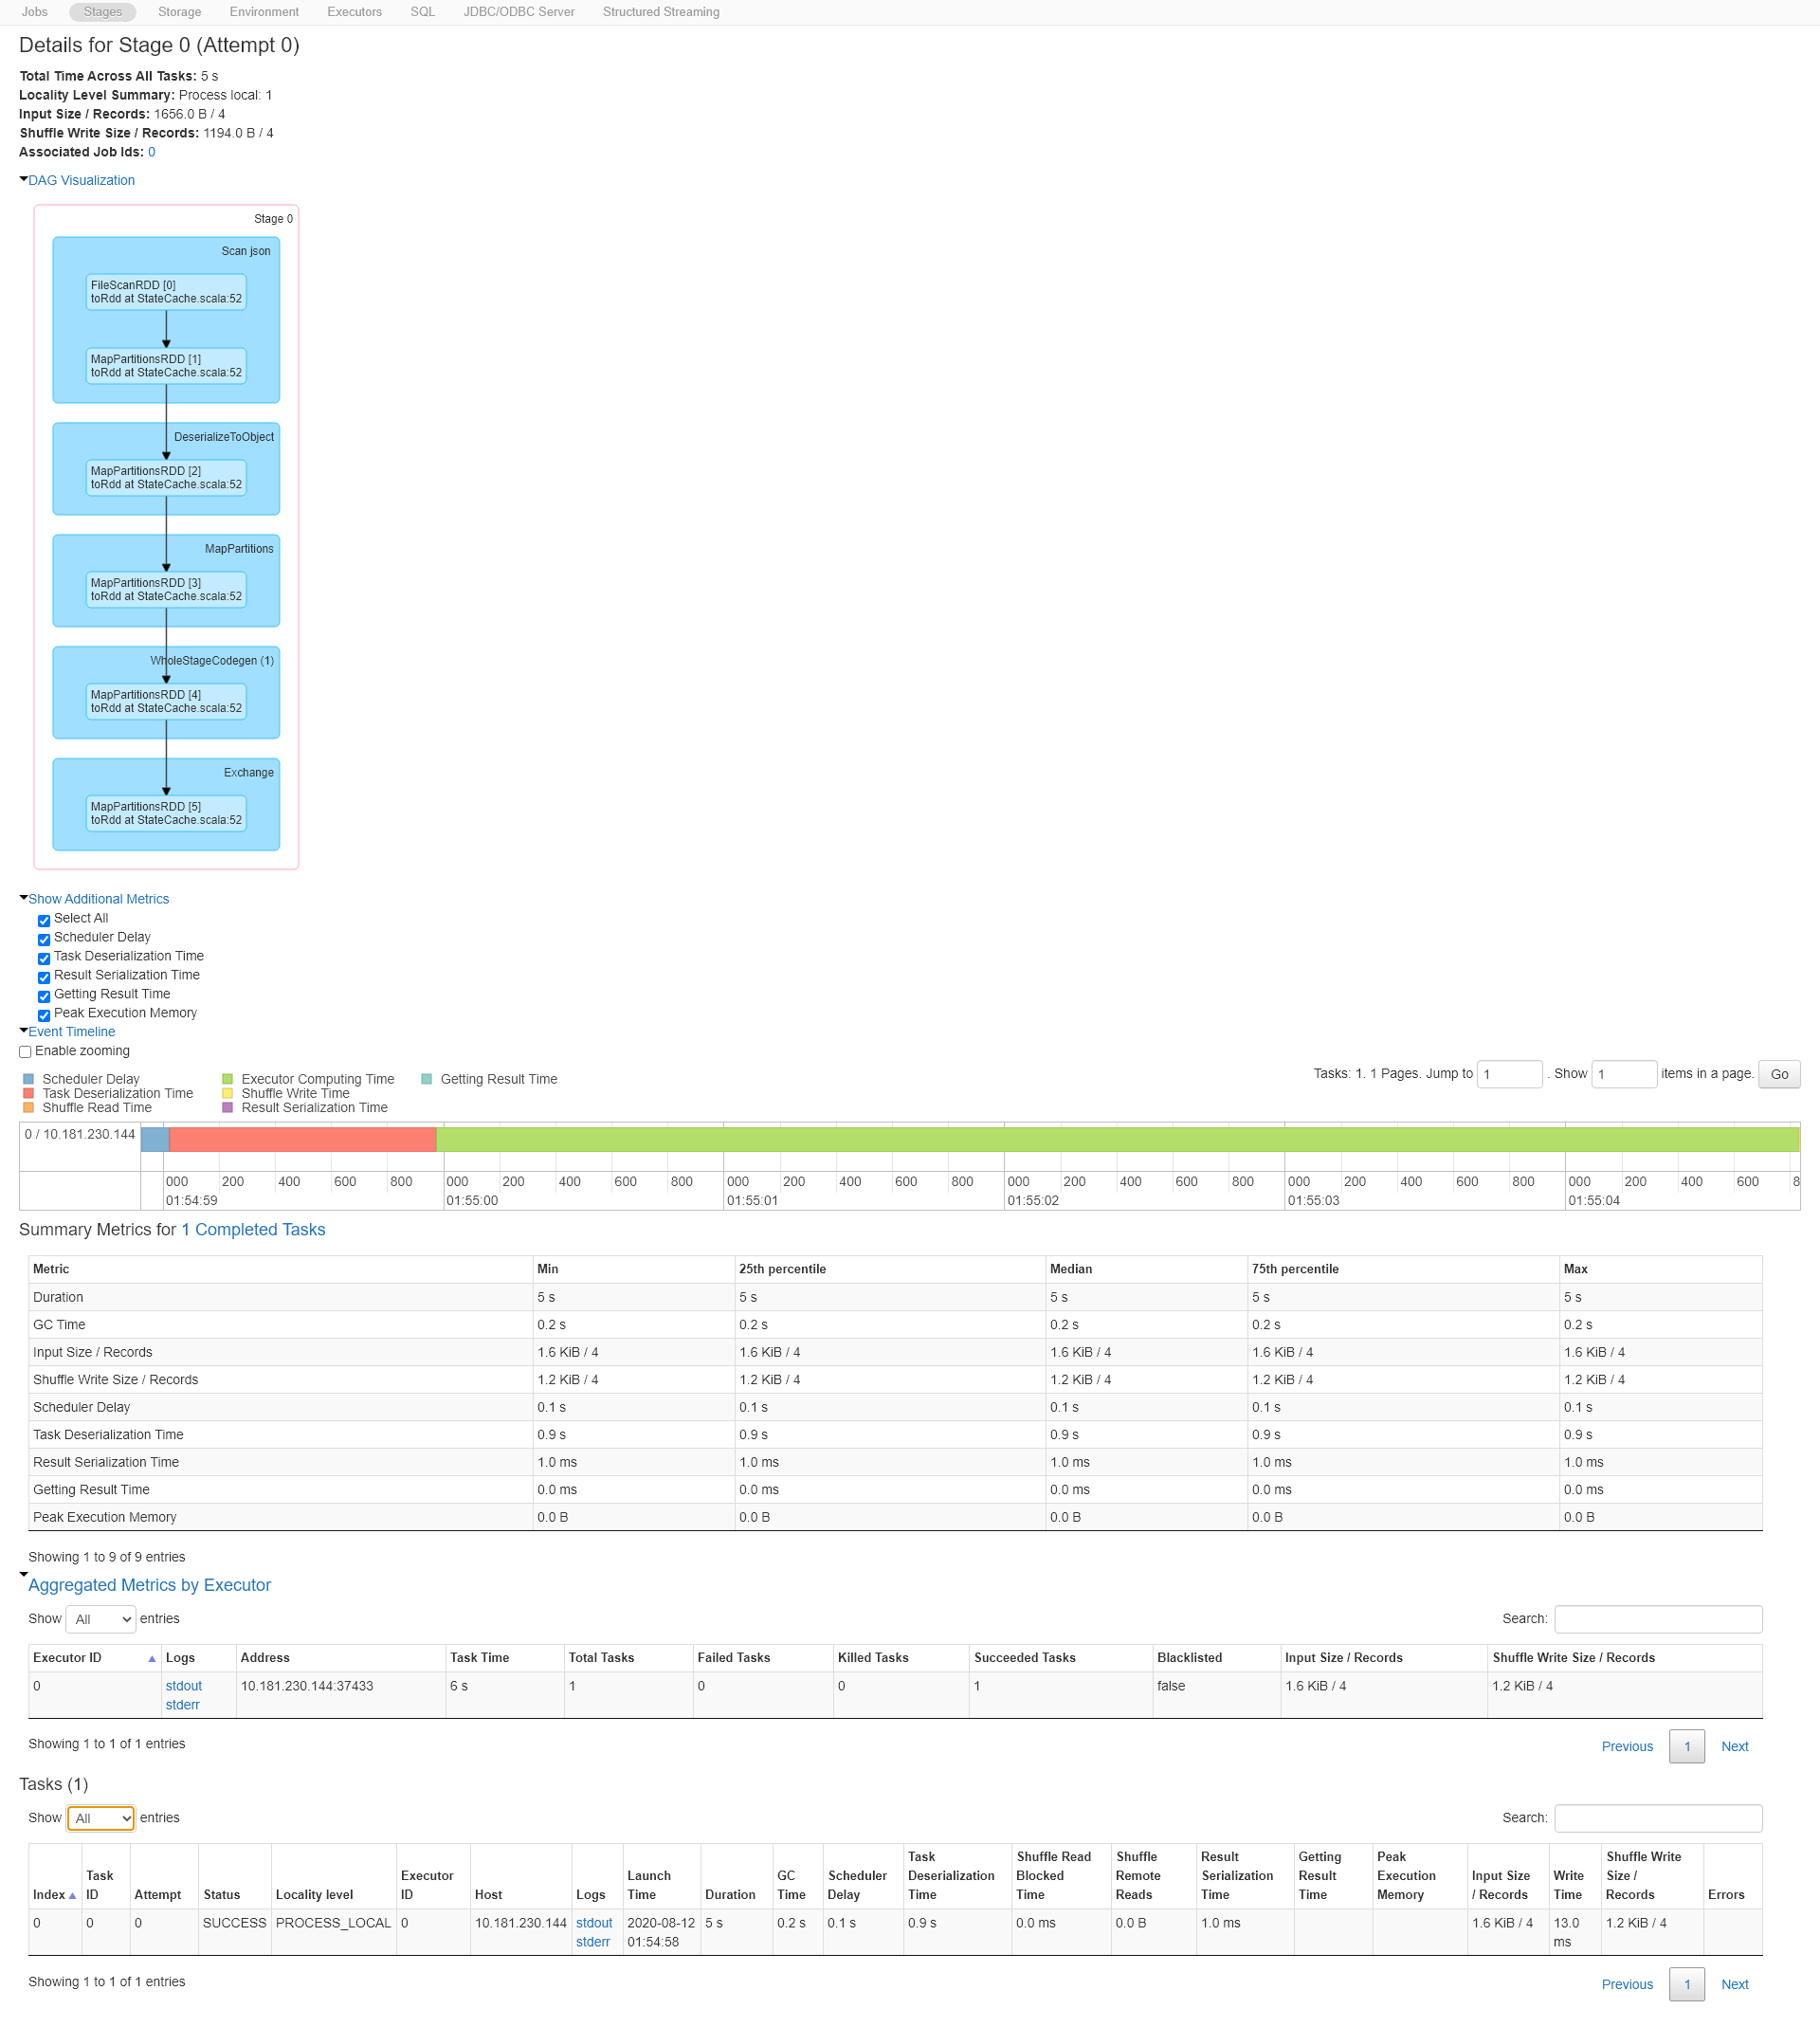 Jobs Stages Storage Environment Executors SQL JDBC/ODBC Server Structured Streaming
Details for Stage 0 (Attempt 0)
Total Time Across All Tasks: 5 s
Locality Level Summary: Process local: 1
Input Size / Records: 1656.0 B / 4
Shuffle Write Size / Records: 1194.0 B / 4
Associated Job Ids: 0
DAG Visualization
Stage 0
Scan json
FileScanRDD [0]
toRdd at StateCache.scala:52
MapPartitionsRDD [1]
toRdd at StateCache.scala:52
DeserializeToObject
MapPartitionsRDD [2]
toRdd at StateCache.scala:52
MapPartitions
MapPartitionsRDD [3]
toRdd at StateCache.scala:52
WholeStageCodegen (1)
MapPartitionsRDD [4]
toRdd at StateCache.scala:52
Exchange
MapPartitionsRDD [5]
toRdd at StateCache.scala:52
Show Additional Metrics
Select All
Scheduler Delay
Task Deserialization Time
Result Serialization Time
Getting Result Time
Peak Execution Memory
Event Timeline
Enable zooming
Tasks: 1. 1 Pages. Jump to 1 . Show 1 items in a page. Go
Scheduler Delay Executor Computing Time Getting Result Time
Task Deserialization Time Shuffle Write Time
Shuffle Read Time Result Serialization Time
0 / 10.181.230.144
000 200 400 600 800 000 200 400 600 800 000 200 400 600 800 000 200 400 600 800 000 200 400 600 800 000 200 400 600 8
01:54:59 01:55:00 01:55:01 01:55:02 01:55:03 01:55:04
Summary Metrics for 1 Completed Tasks
Metric Min 25th percentile Median 75th percentile Max
Duration 5 s 5 s 5 s 5 s 5 s
GC Time 0.2 s 0.2 s 0.2 s 0.2 s 0.2 s
Input Size / Records 1.6 KiB / 4 1.6 KiB / 4 1.6 KiB / 4 1.6 KiB / 4 1.6 KiB / 4
Shuffle Write Size / Records 1.2 KiB / 4 1.2 KiB / 4 1.2 KiB / 4 1.2 KiB / 4 1.2 KiB / 4
Scheduler Delay 0.1 s 0.1 s 0.1 s 0.1 s 0.1 s
Task Deserialization Time 0.9 s 0.9 s 0.9 s 0.9 s 0.9 s
Result Serialization Time 1.0 ms 1.0 ms 1.0 ms 1.0 ms 1.0 ms
Getting Result Time 0.0 ms 0.0 ms 0.0 ms 0.0 ms 0.0 ms
Peak Execution Memory 0.0 B 0.0 B 0.0 B 0.0 B 0.0 B
Showing 1 to 9 of 9 entries
Aggregated Metrics by Executor
Show All entries Search:
Executor ID Logs Address Task Time Total Tasks Failed Tasks Killed Tasks Succeeded Tasks Blacklisted Input Size / Records Shuffle Write Size / Records
0 stdout 10.181.230.144:37433 6 s 1 0 0 1 false 1.6 KiB / 4 1.2 KiB / 4
stderr
Showing 1 to 1 of 1 entries Previous 1 Next
Tasks (1)
Show All entries Search:
Task Shuffle Read Shuffle Result Getting Peak Shuffle Write
Task Executor Launch GC Scheduler Deserialization Blocked Remote Serialization Result Execution Input Size Write Size /
Index ID Attempt Status Locality level ID Host Logs Time Duration Time Delay Time Time Reads Time Time Memory / Records Time Records Errors
0 0 0 SUCCESS PROCESS_LOCAL 0 10.181.230.144 stdout 2020-08-12 5 s 0.2 s 0.1 s 0.9 s 0.0 ms 0.0 B 1.0 ms 1.6 KiB / 4 13.0 1.2 KiB / 4
stderr 01:54:58 ms
Showing 1 to 1 of 1 entries Previous 1 Next